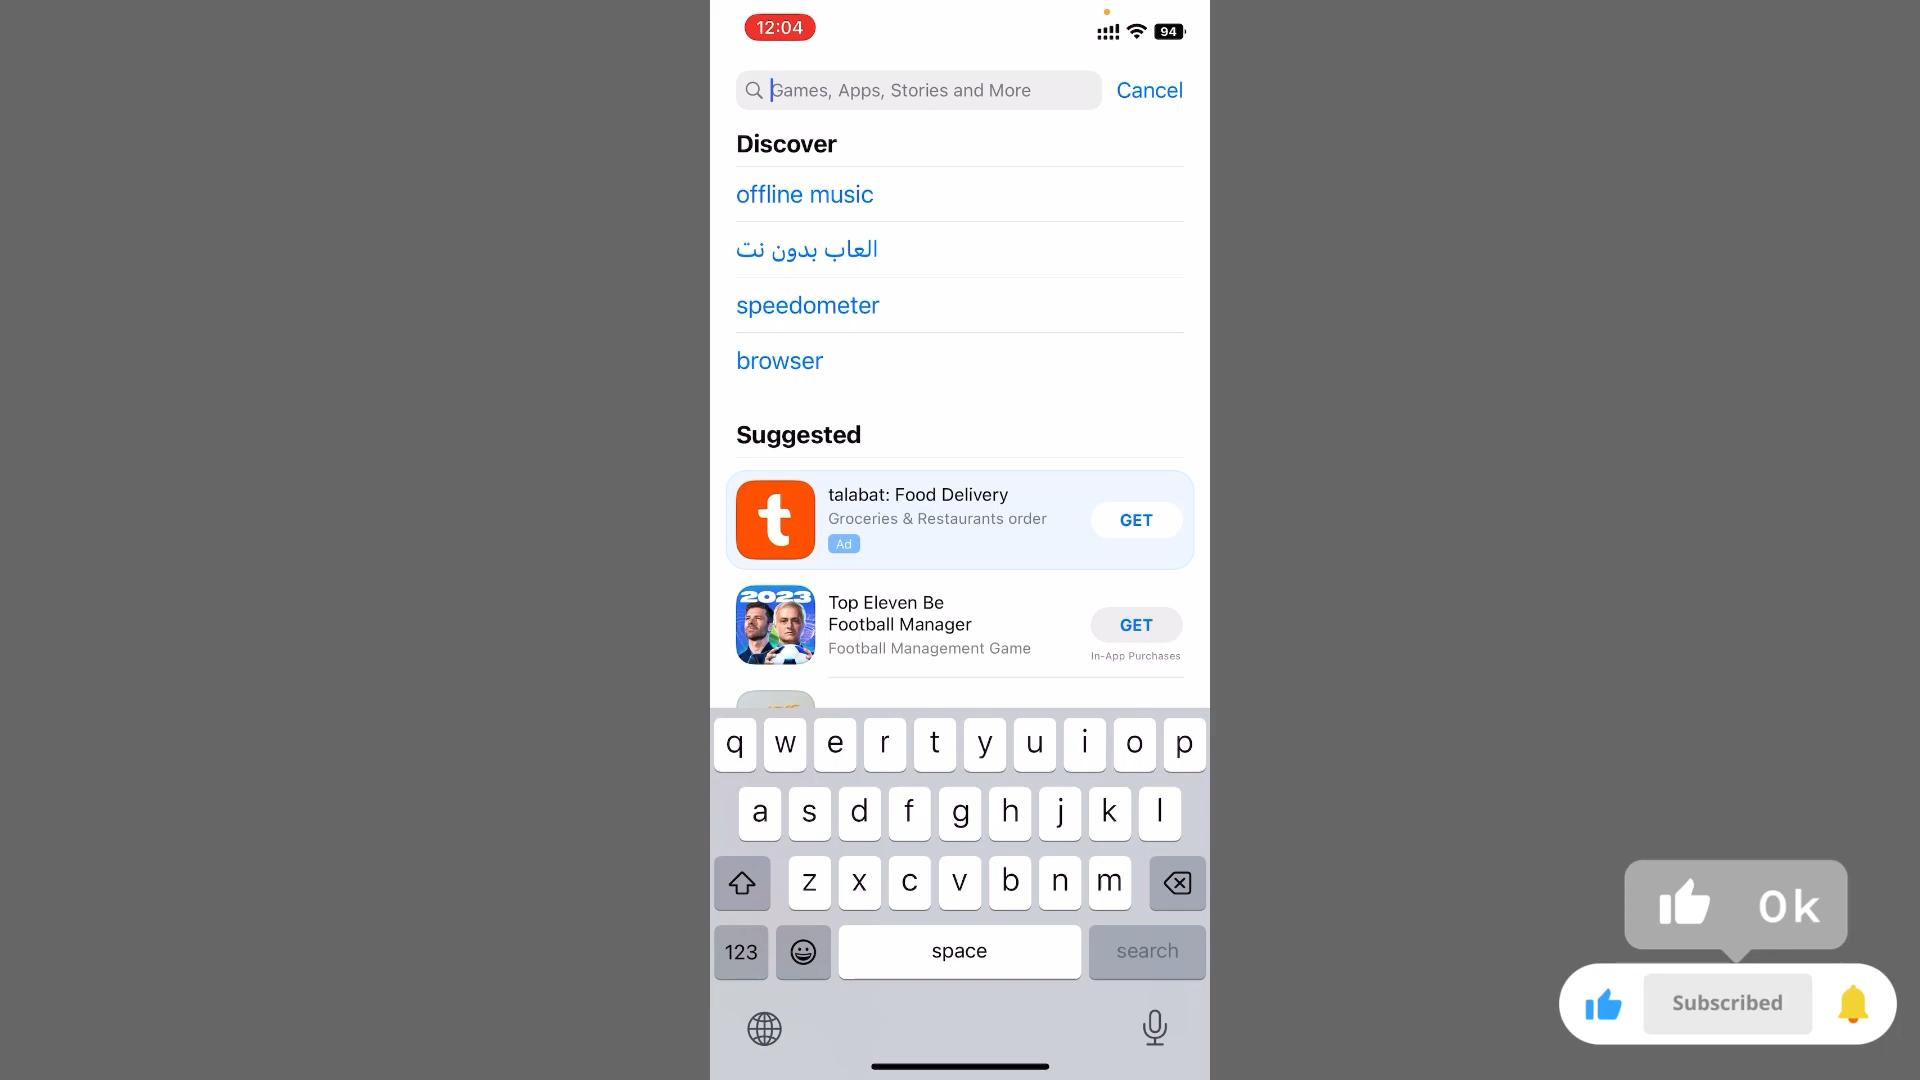 12:04
94
Games, Apps, Stories and More
Cancel
Discover
offline music
العاب بدون نت
speedometer
browser
Suggested
t
talabat: Food Delivery
Groceries & Restaurants order
Ad
GET
2023
Top Eleven Be
Football Manager
Football Management Game
GET
In-App Purchases
q w e r t y u i o p
a s d f g h j k l
z x c v b n m
123
space
search
0k
Subscribed